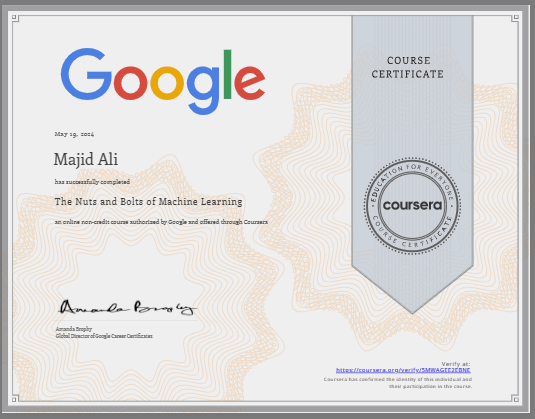 Google
COURSE
CERTIFICATE
May 19, 2024
Majid Ali
has successfully completed
The Nuts and Bolts of Machine Learning
an online non-credit course authorized by Google and offered through Coursera
EDUCATION FOR EVERYONE
coursera
COURSE CERTIFICATE
Amanda Brophy
Amanda Brophy
Global Director of Google Career Certificates
Verify at:
https://coursera.org/verify/5MWAGEE2EBNE
Coursera has confirmed the identity of this individual and
their participation in the course.